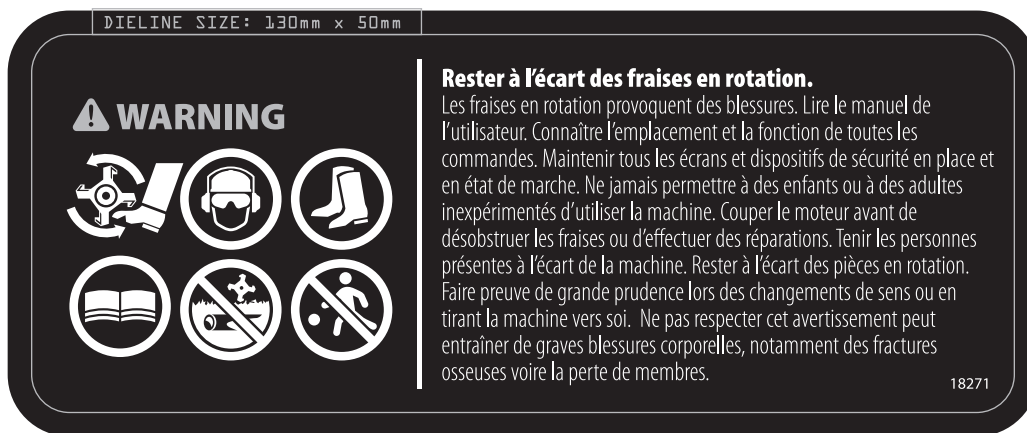 DIELINE SIZE: 130mm x 50mm
WARNING
Rester à l'écart des fraises en rotation.
Les fraises en rotation provoquent des blessures. Lire le manuel de
l'utilisateur. Connaître l'emplacement et la fonction de toutes les
commandes. Maintenir tous les écrans et dispositifs de sécurité en place et
en état de marche. Ne jamais permettre à des enfants ou à des adultes
inexpérimentés d'utiliser la machine. Couper le moteur avant de
désobstruer les fraises ou d'effectuer des réparations. Tenir les personnes
présentes à l'écart de la machine. Rester à l'écart des pièces en rotation.
Faire preuve de grande prudence lors des changements de sens ou en
tirant la machine vers soi.  Ne pas respecter cet avertissement peut
entraîner de graves blessures corporelles, notamment des fractures
osseuses voire la perte de membres.
18271